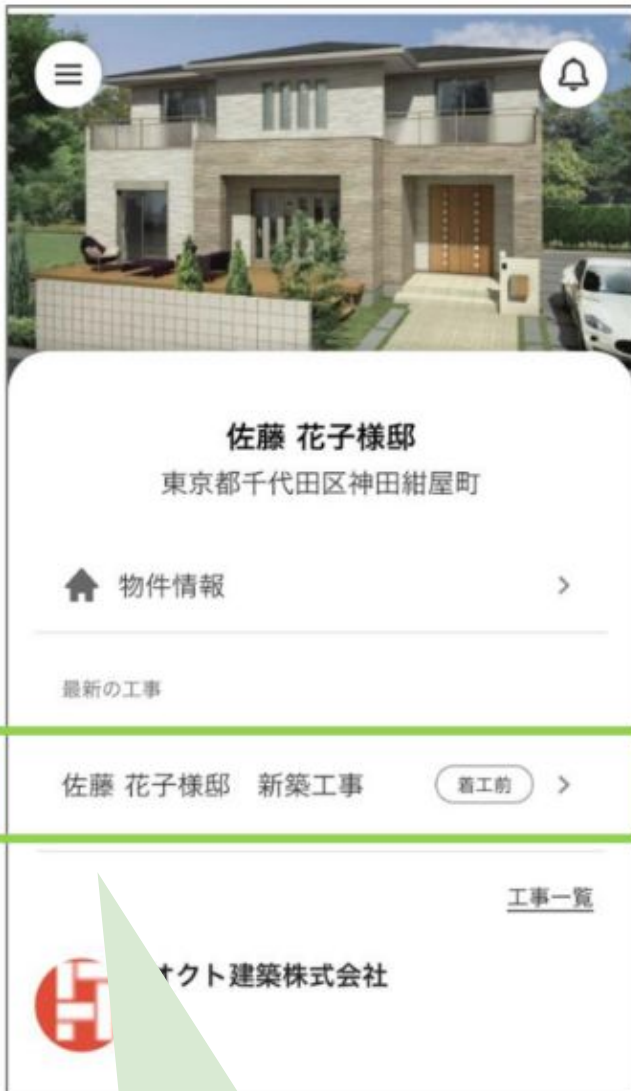 佐藤 花子様邸
東京都千代田区神田紺屋町
物件情報
最新の工事
佐藤 花子様邸　新築工事
着工前
工事一覧
オクト建築株式会社